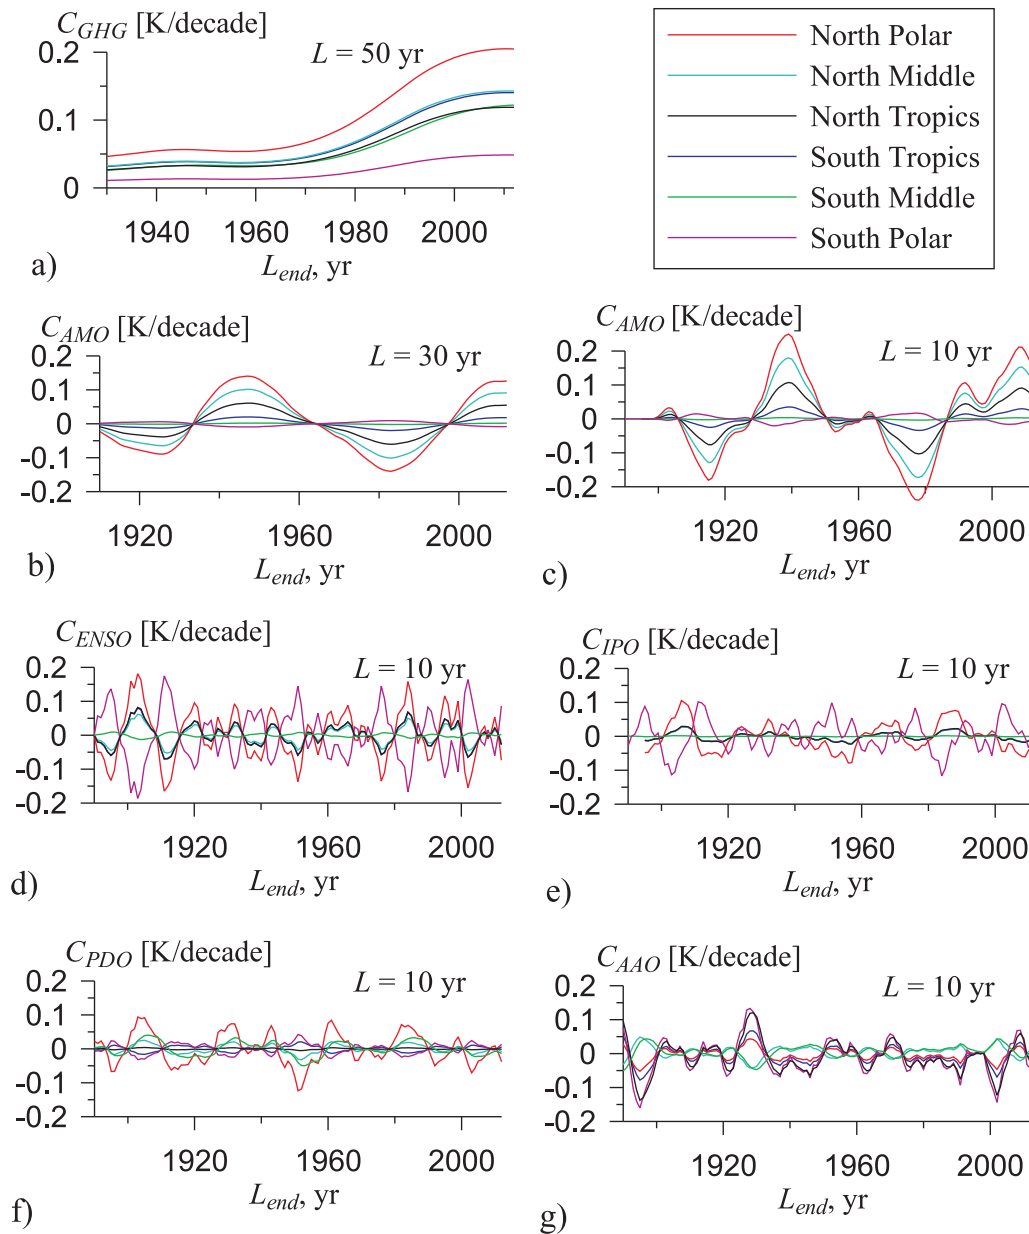 C_GHG [K/decade]
L = 50 yr
0.2
0.1
0
1940 1960 1980 2000
L_end, yr
a)
North Polar
North Middle
North Tropics
South Tropics
South Middle
South Polar
C_AMO [K/decade]
L = 30 yr
0.2
0.1
0
-0.1
-0.2
1920 1960 2000
L_end, yr
b)
C_AMO [K/decade]
L = 10 yr
0.2
0.1
0
-0.1
-0.2
1920 1960 2000
L_end, yr
c)
C_ENSO [K/decade]
L = 10 yr
0.2
0.1
0
-0.1
-0.2
1920 1960 2000
L_end, yr
d)
C_IPO [K/decade]
L = 10 yr
0.2
0.1
0
-0.1
-0.2
1920 1960 2000
L_end, yr
e)
C_PDO [K/decade]
L = 10 yr
0.2
0.1
0
-0.1
-0.2
1920 1960 2000
L_end, yr
f)
C_AAO [K/decade]
L = 10 yr
0.2
0.1
0
-0.1
-0.2
1920 1960 2000
L_end, yr
g)